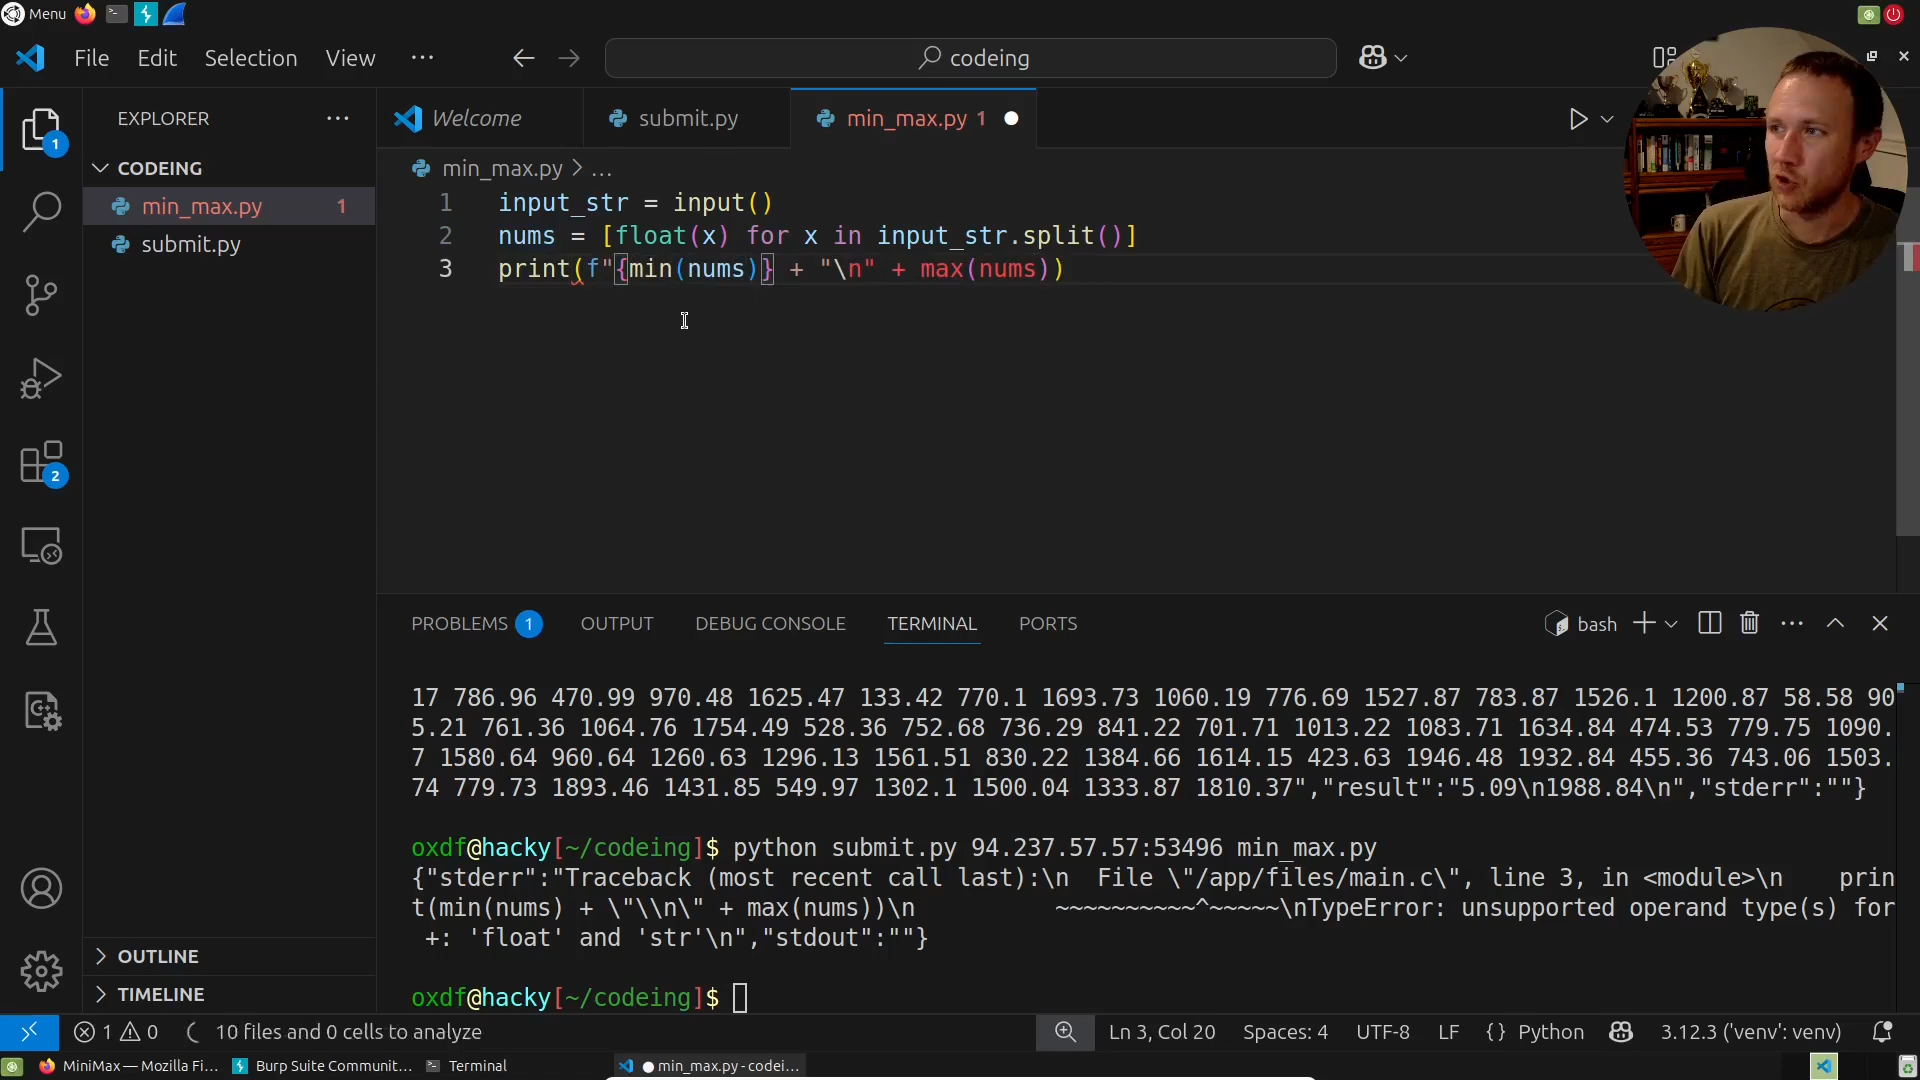 Menu
File Edit Selection View ···
codeing
EXPLORER ···
Welcome
submit.py
min_max.py 1
1
CODEING
min_max.py 1
submit.py
min_max.py > ...
1 input_str = input()
2 nums = [float(x) for x in input_str.split()]
3 print(f"{min(nums)} + "\n" + max(nums))
2
PROBLEMS 1 OUTPUT DEBUG CONSOLE TERMINAL PORTS
bash
17 786.96 470.99 970.48 1625.47 133.42 770.1 1693.73 1060.19 776.69 1527.87 783.87 1526.1 1200.87 58.58 90
5.21 761.36 1064.76 1754.49 528.36 752.68 736.29 841.22 701.71 1013.22 1083.71 1634.84 474.53 779.75 1090.
7 1580.64 960.64 1260.63 1296.13 1561.51 830.22 1384.66 1614.15 423.63 1946.48 1932.84 455.36 743.06 1503.
74 779.73 1893.46 1431.85 549.97 1302.1 1500.04 1333.87 1810.37","result":"5.09\n1988.84\n","stderr":""}
oxdf@hacky[~/codeing]$ python submit.py 94.237.57.57:53496 min_max.py
{"stderr":"Traceback (most recent call last):\n  File \"/app/files/main.c\", line 3, in <module>\n    prin
t(min(nums) + \"\\n\" + max(nums))\n          ~~~~~~~~~~^~~~~~\nTypeError: unsupported operand type(s) for
 +: 'float' and 'str'\n","stdout":""}
oxdf@hacky[~/codeing]$
OUTLINE
TIMELINE
1 0 10 files and 0 cells to analyze
Ln 3, Col 20 Spaces: 4 UTF-8 LF {} Python 3.12.3 ('venv': venv)
MiniMax — Mozilla Fi...
Burp Suite Communit...
Terminal
● min_max.py - codei...